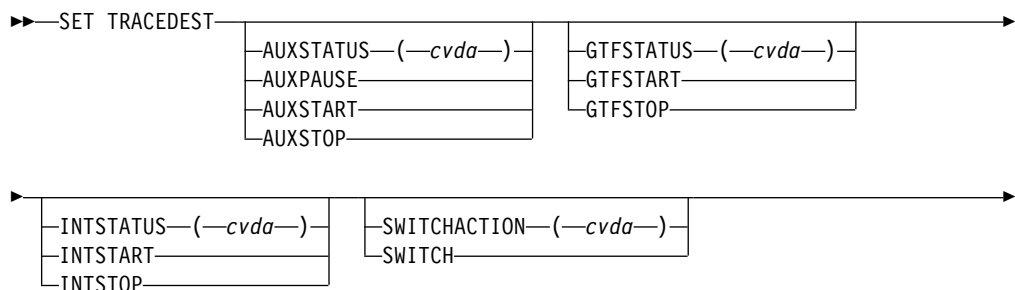 SET TRACEDEST
AUXSTATUS ( cvda )
AUXPAUSE
AUXSTART
AUXSTOP
GTFSTATUS ( cvda )
GTFSTART
GTFSTOP
INTSTATUS ( cvda )
INTSTART
INTSTOP
SWITCHACTION ( cvda )
SWITCH